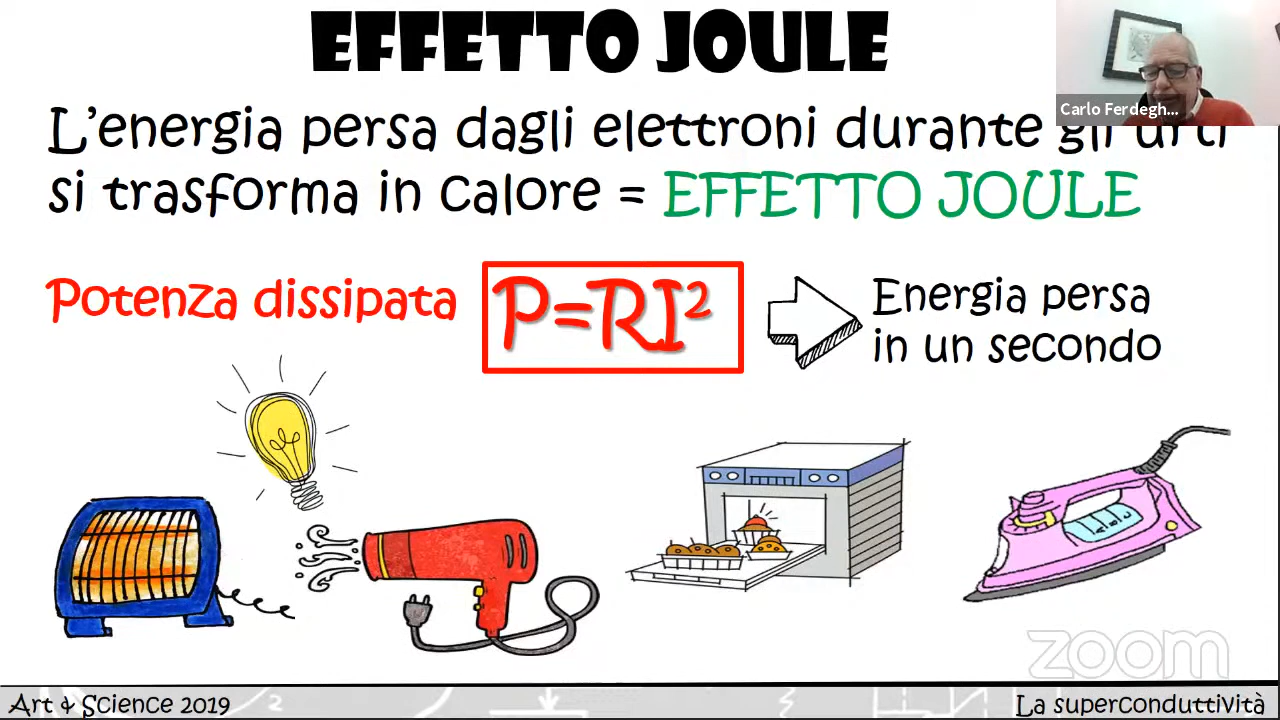 EFFETTO JOULE
Carlo Ferdegh...
L'energia persa dagli elettroni durante gli urti
si trasforma in calore = EFFETTO JOULE
Potenza dissipata
P=RI²
Energia persa
in un secondo
zoom
Art & Science 2019
La superconduttività